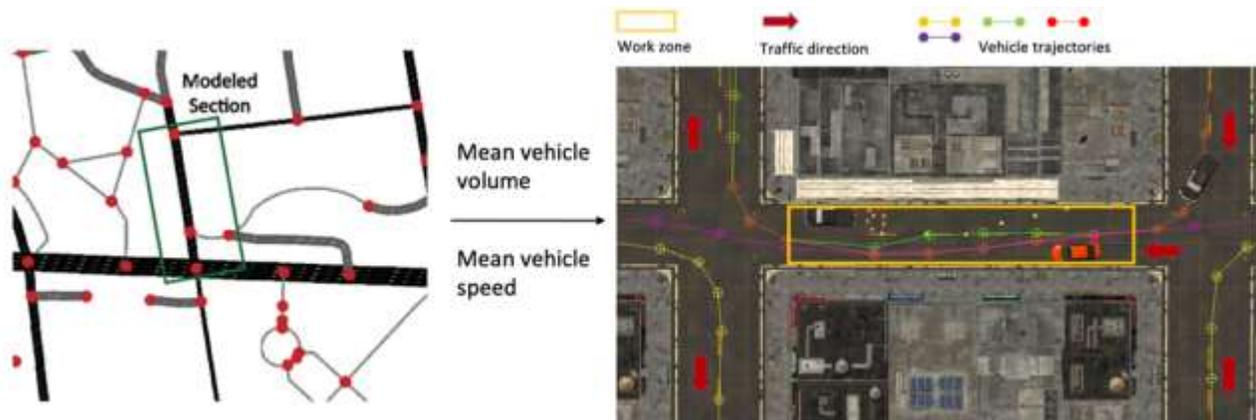 Modeled
Section
Mean vehicle
volume
Mean vehicle
speed
Work zone
Traffic direction
Vehicle trajectories